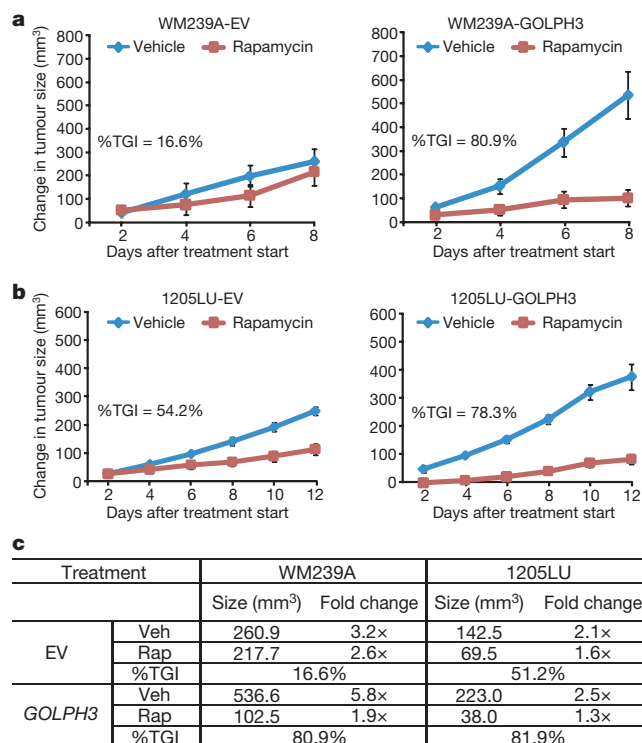 a
WM239A-EV
Vehicle Rapamycin
Change in tumour size (mm³)
800
700
600
500
400
300
200
100
0
%TGI = 16.6%
2 4 6 8
Days after treatment start
WM239A-GOLPH3
Vehicle Rapamycin
800
700
600
500
400
300
200
100
0
%TGI = 80.9%
2 4 6 8
Days after treatment start
b
1205LU-EV
Vehicle Rapamycin
Change in tumour size (mm³)
600
500
400
300
200
100
0
%TGI = 54.2%
2 4 6 8 10 12
Days after treatment start
1205LU-GOLPH3
Vehicle Rapamycin
600
500
400
300
200
100
0
%TGI = 78.3%
2 4 6 8 10 12
Days after treatment start
c
Treatment WM239A 1205LU
Size (mm³) Fold change Size (mm³) Fold change
EV Veh 260.9 3.2× 142.5 2.1×
Rap 217.7 2.6× 69.5 1.6×
%TGI 16.6% 51.2%
GOLPH3 Veh 536.6 5.8× 223.0 2.5×
Rap 102.5 1.9× 38.0 1.3×
%TGI 80.9% 81.9%